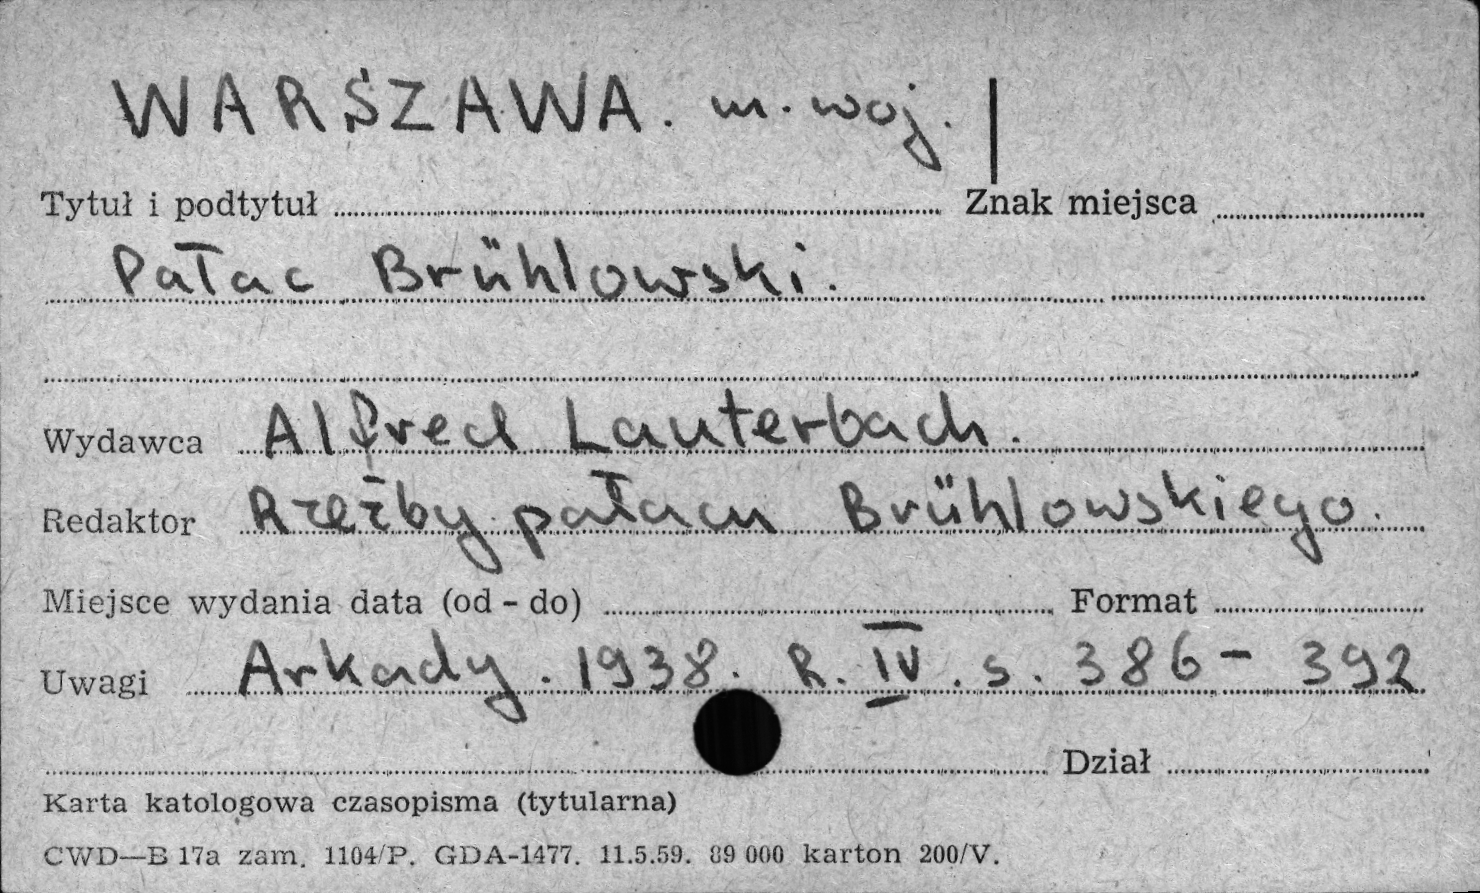 WARSZAWA. m. woj.
Tytuł i podtytuł Znak miejsca
Pałac Brühlowski.
Wydawca Alfred Lauterbach.
Redaktor Rzeźby pałacu Brühlowskiego.
Miejsce wydania data (od - do) Format
Uwagi Arkady. 1938. R. IV. s. 386 - 392
Dział
Karta katologowa czasopisma (tytularna)
CWD—B 17a zam. 1104/P. GDA-1477. 11.5.59. 89 000 karton 200/V.